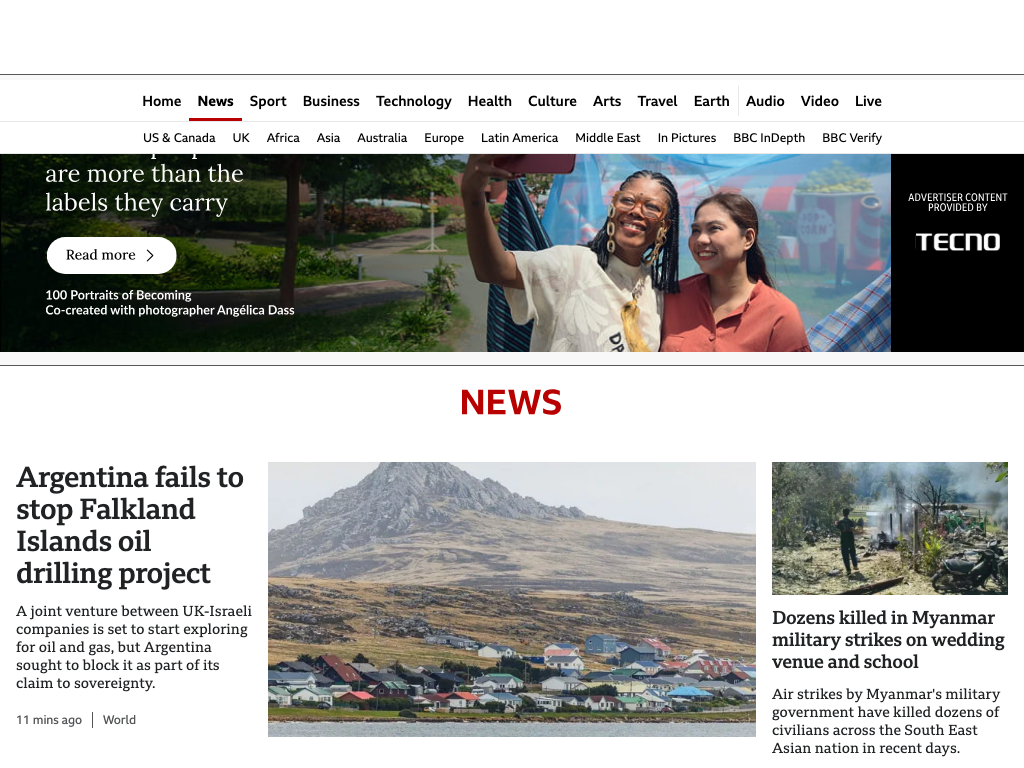 Home News Sport Business Technology Health Culture Arts Travel Earth Audio Video Live
US & Canada UK Africa Asia Australia Europe Latin America Middle East In Pictures BBC InDepth BBC Verify
are more than the
labels they carry
Read more
100 Portraits of Becoming
Co-created with photographer Angélica Dass
ADVERTISER CONTENT
PROVIDED BY
TECNO
NEWS
Argentina fails to
stop Falkland
Islands oil
drilling project
A joint venture between UK-Israeli
companies is set to start exploring
for oil and gas, but Argentina
sought to block it as part of its
claim to sovereignty.
11 mins ago World
Dozens killed in Myanmar
military strikes on wedding
venue and school
Air strikes by Myanmar's military
government have killed dozens of
civilians across the South East
Asian nation in recent days.